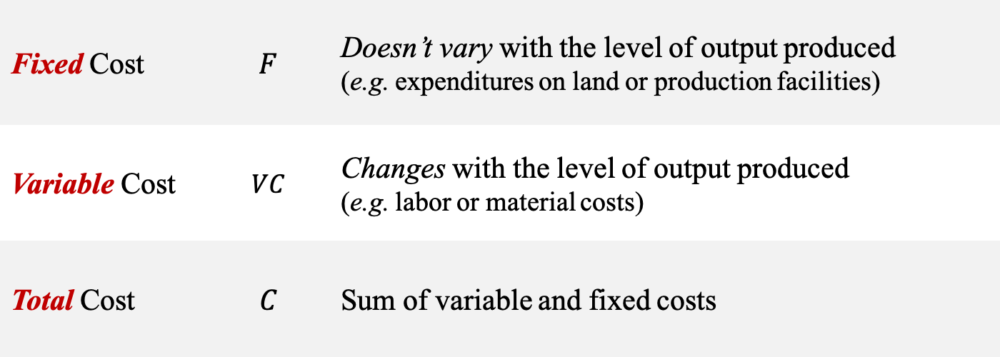 Fixed Cost F Doesn’t vary with the level of output produced
(e.g. expenditures on land or production facilities)
Variable Cost VC Changes with the level of output produced
(e.g. labor or material costs)
Total Cost C Sum of variable and fixed costs